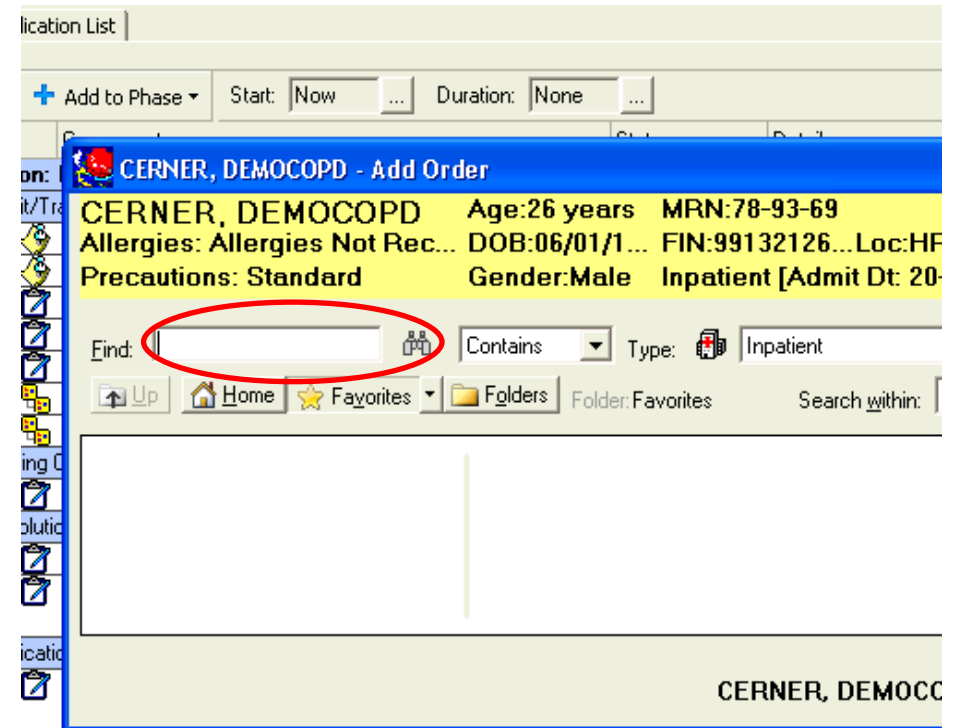 lication List
Add to Phase Start: Now ... Duration: None ...
on:
it/Tra
CERNER, DEMOCOPD - Add Order
CERNER, DEMOCOPD Age:26 years MRN:78-93-69
Allergies: Allergies Not Rec... DOB:06/01/1... FIN:99132126...Loc:HF
Precautions: Standard Gender:Male Inpatient [Admit Dt: 20-
Find: Contains Type: Inpatient
Up Home Favorites Folders Folder: Favorites Search within:
ing
olutio
icatio
CERNER, DEMOCO